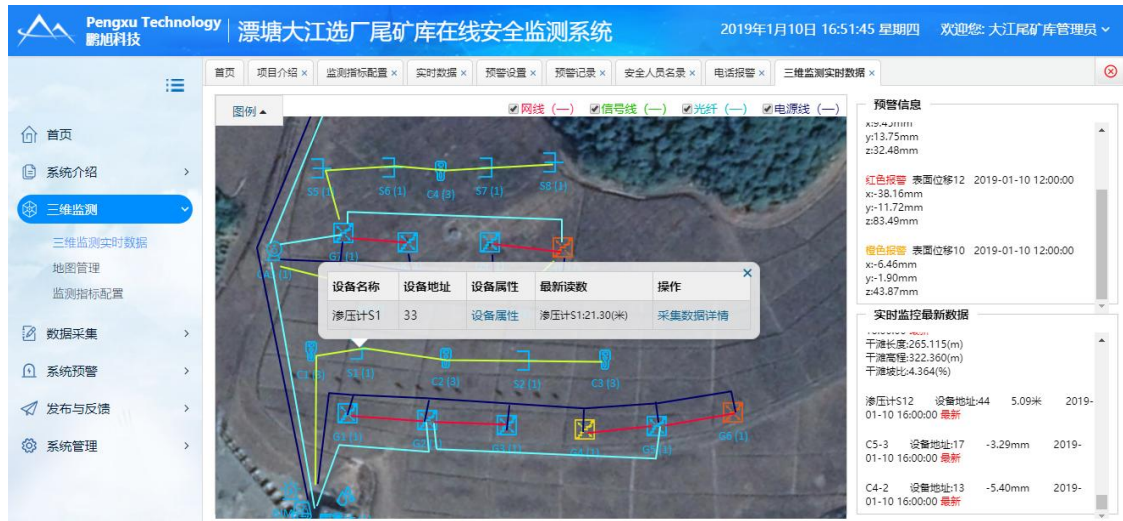 Pengxu Technology
鹏旭科技
漂塘大江选厂尾矿库在线安全监测系统
2019年1月10日 16:51:45 星期四
欢迎您: 大江尾矿库管理员
首页
项目介绍 ×
监测指标配置 ×
实时数据 ×
预警设置 ×
预警记录 ×
安全人员名录 ×
电话报警 ×
三维监测实时数据 ×
首页
系统介绍
三维监测
三维监测实时数据
地图管理
监测指标配置
数据采集
系统预警
发布与反馈
系统管理
图例
网线 (—)
信号线 (—)
光纤 (—)
电源线 (—)
S5 (1)
S6 (1)
C4 (3)
S7 (1)
S8 (1)
G7 (1)
设备名称 设备地址 设备属性 最新读数 操作
渗压计S1 33 设备属性 渗压计S1:21.30(米) 采集数据详情
C1 (3)
S1 (1)
C2 (3)
S2 (1)
C3 (3)
G1 (1)
G2 (1)
G3 (1)
G4 (1)
G5 (1)
G6 (1)
预警信息
x:9.45mm
y:13.75mm
z:32.48mm
红色报警 表面位移12 2019-01-10 12:00:00
x:-38.16mm
y:-11.72mm
z:83.49mm
橙色报警 表面位移10 2019-01-10 12:00:00
x:-6.46mm
y:-1.90mm
z:43.87mm
实时监控最新数据
干滩长度:265.115(m)
干滩高程:322.360(m)
干滩坡比:4.364(%)
渗压计S12 设备地址:44 5.09米 2019-
01-10 16:00:00 最新
C5-3 设备地址:17 -3.29mm 2019-
01-10 16:00:00 最新
C4-2 设备地址:13 -5.40mm 2019-
01-10 16:00:00 最新